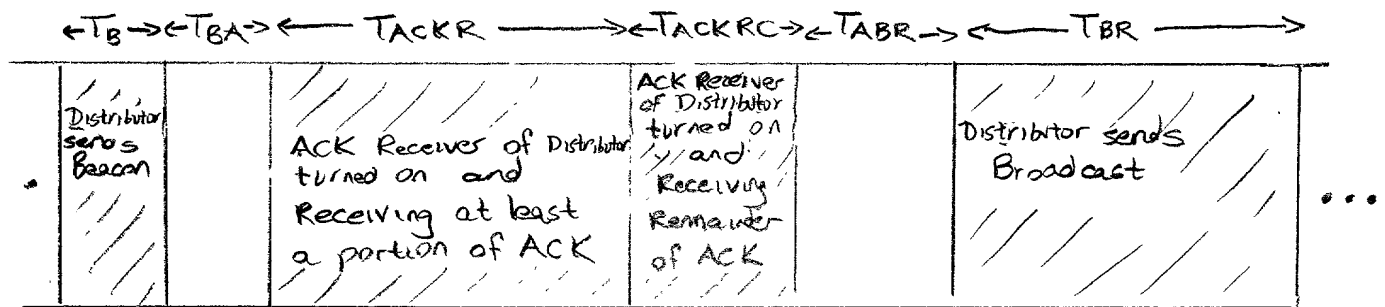 ←TB→←TBA→← TACKR →←TACKRC→←TABR→← TBR →
Distributor
sends
Beacon
ACK Receiver of Distributor
turned on and
Receiving at least
a portion of ACK
ACK Receiver
of Distributor
turned on
and
Receiving
Remainder
of ACK
Distributor sends
Broadcast